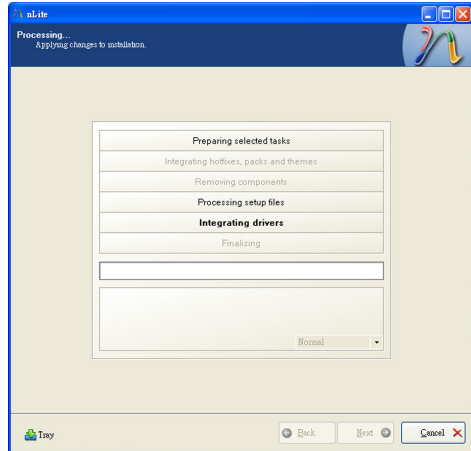 nLite
Processing...
Applying changes to installation.
Preparing selected tasks
Integrating hotfixes, packs and themes
Removing components
Processing setup files
Integrating drivers
Finalizing
Normal
Tray
Back
Next
Cancel